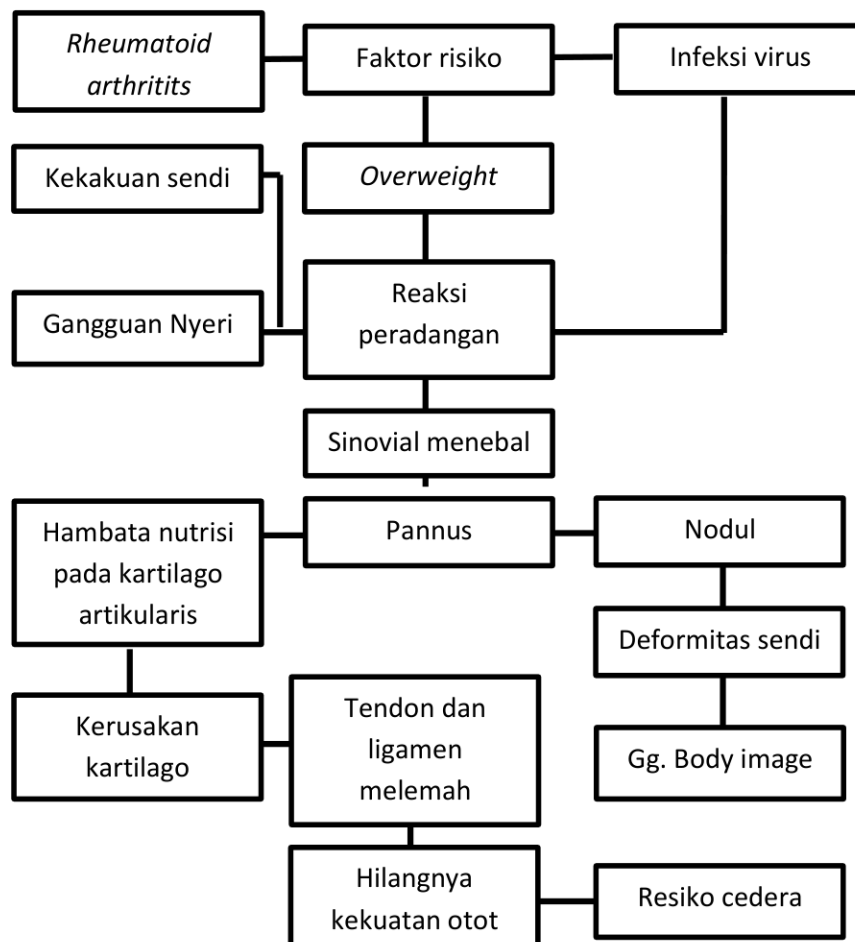 Rheumatoid
arthritits
Faktor risiko
Infeksi virus
Kekakuan sendi
Overweight
Gangguan Nyeri
Reaksi
peradangan
Sinovial menebal
Hambata nutrisi
pada kartilago
artikularis
Pannus
Nodul
Deformitas sendi
Kerusakan
kartilago
Tendon dan
ligamen
melemah
Gg. Body image
Hilangnya
kekuatan otot
Resiko cedera